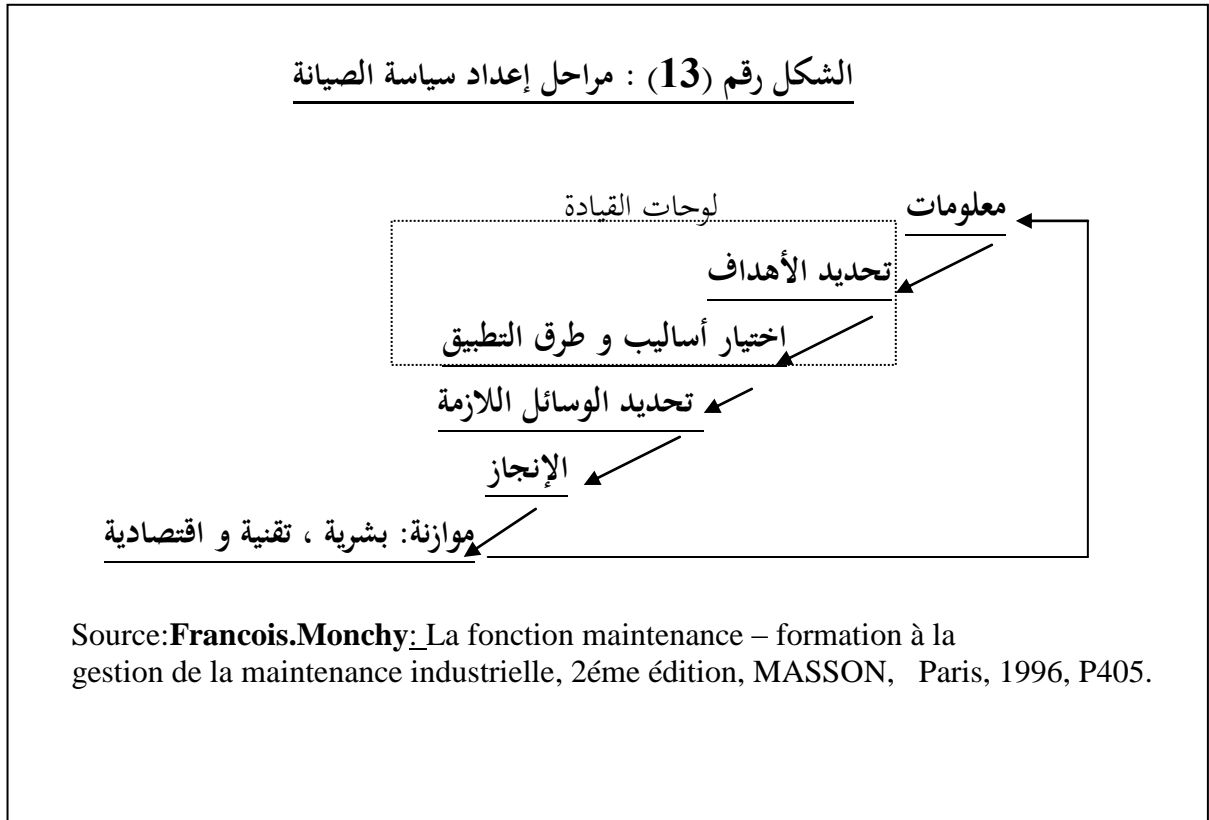 الشكل رقم (13) : مراحل إعداد سياسة الصيانة
معلومات
لوحات القيادة
تحديد الأهداف
اختيار أساليب و طرق التطبيق
تحديد الوسائل اللازمة
الإنجاز
موازنة: بشرية ، تقنية و اقتصادية
Source:Francois.Monchy: La fonction maintenance – formation à la
gestion de la maintenance industrielle, 2éme édition, MASSON, Paris, 1996, P405.